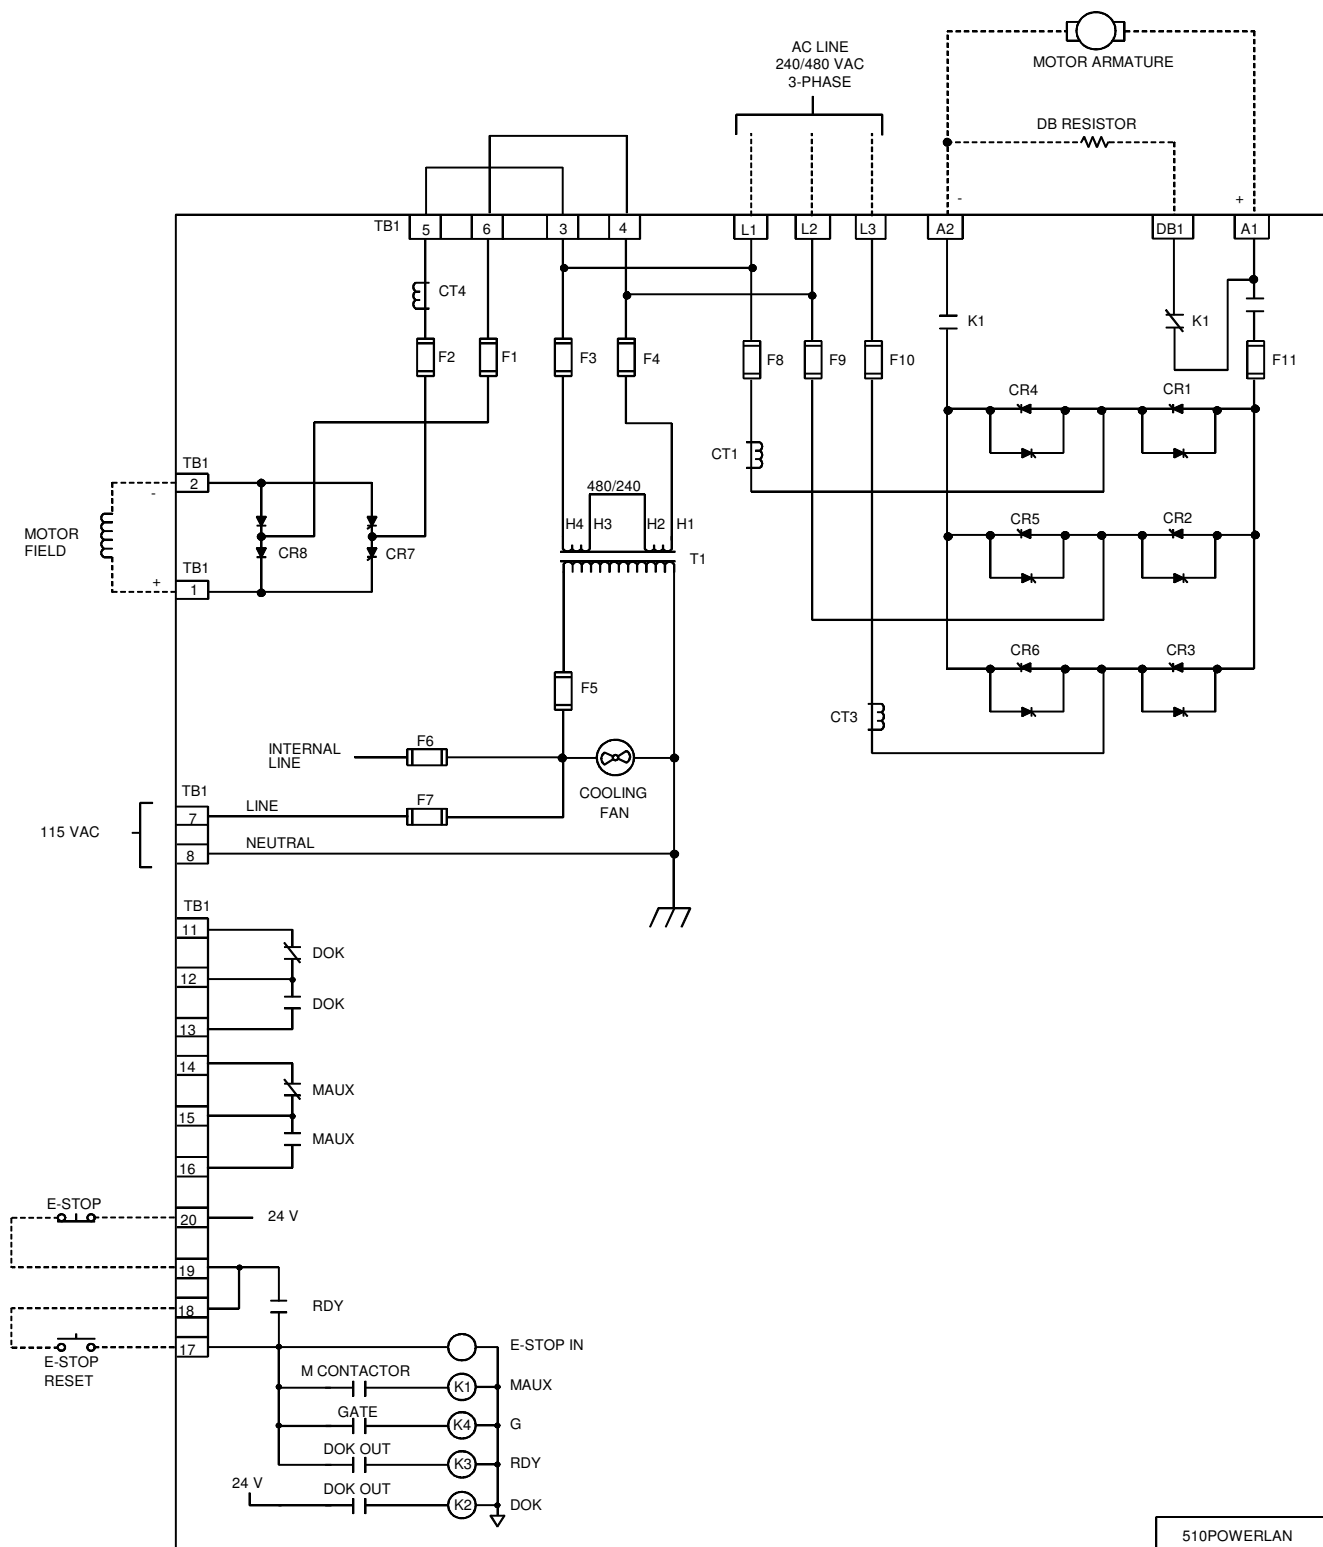 AC LINE
240/480 VAC
3-PHASE
MOTOR ARMATURE
DB RESISTOR
- +
TB1 5 6 3 4 L1 L2 L3 A2 DB1 A1
CT4
K1 K1
F2 F1 F3 F4 F8 F9 F10 F11
CR4 CR1
CT1
TB1
2
-
480/240
H4 H3 H2 H1
MOTOR
FIELD
CR8 CR7
T1
CR5 CR2
+
TB1
1
CR6 CR3
F5
CT3
INTERNAL
LINE
F6
COOLING
FAN
TB1
7
LINE
F7
115 VAC
NEUTRAL
8
TB1
11
DOK
12
DOK
13
14
MAUX
15
MAUX
16
E-STOP
20
24 V
19
18
RDY
17
E-STOP
RESET
E-STOP IN
M CONTACTOR
K1 MAUX
GATE
K4 G
DOK OUT
K3 RDY
24 V
DOK OUT
K2 DOK
510POWERLAN